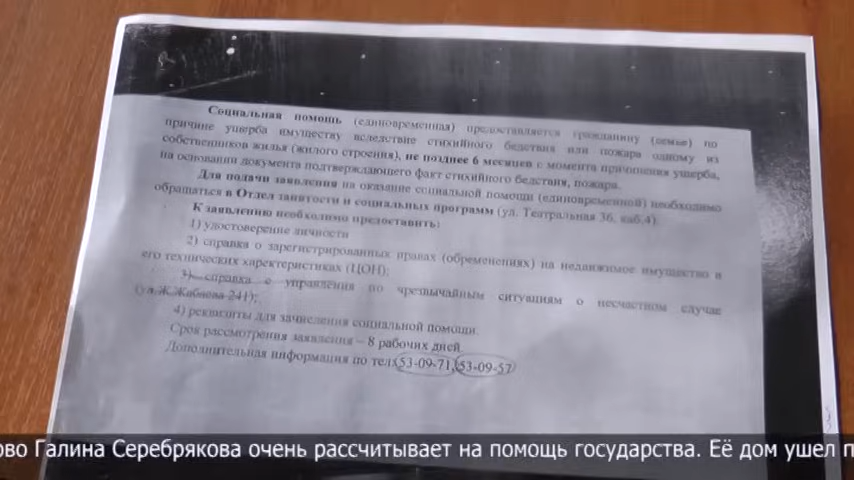 Социальная помощь (единовременная) предоставляется гражданину (семье) по
причине ущерба имуществу вследствие стихийного бедствия или пожара одному из
собственников жилья (жилого строения), не позднее 6 месяцев с момента причинения ущерба,
на основании документа подтверждающего факт стихийного бедствия, пожара.
Для подачи заявления на оказание социальной помощи (единовременной) необходимо
обращаться в Отдел занятости и социальных программ (ул. Театральная 36, каб.4).
К заявлению необходимо предоставить:
1) удостоверение личности
2) справка о зарегистрированных правах (обременениях) на недвижимое имущество и
его технических характеристиках (ЦОН);
3) справка с управления по чрезвычайным ситуациям о несчастном случае
(ул.Ж.Жабаева 241);
4) реквизиты для зачисления социальной помощи.
Срок рассмотрения заявления – 8 рабочих дней.
Дополнительная информация по тел: 53-09-71, 53-09-57
ово Галина Серебрякова очень рассчитывает на помощь государства. Её дом ушел п